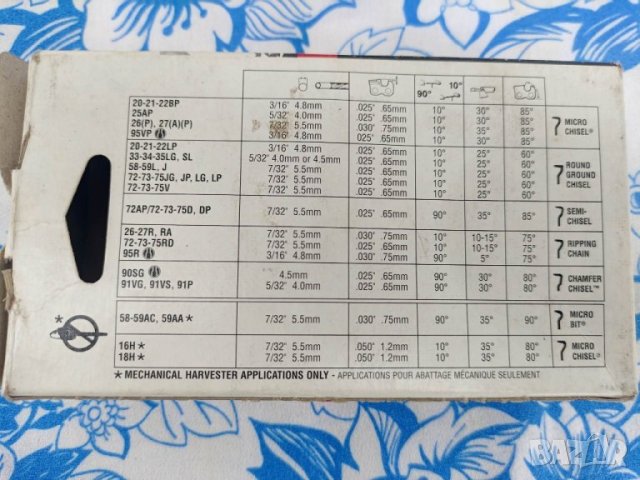 90° 10°
20-21-22BP 3/16" 4.8mm .025" .65mm 10° 30° 85°
25AP 5/32" 4.0mm .025" .65mm 10° 30° 85°
26(P), 27(A)(P) 7/32" 5.5mm .030" .75mm 10° 30° 85°
95VP 3/16" 4.8mm .025" .65mm 10° 30° 85°
MICRO CHISEL®
20-21-22LP 3/16" 4.8mm .025" .65mm 10° 25° 60°
33-34-35LG, SL 5/32" 4.0mm or 4.5mm .025" .65mm 10° 25° 60°
58-59L, J 7/32" 5.5mm .025" .65mm 10° 25° 60°
72-73-75JG, JP, LG, LP 7/32" 5.5mm .025" .65mm 10° 25° 60°
72-73-75V 7/32" 5.5mm .025" .65mm 10° 25° 60°
ROUND GROUND CHISEL
72AP/72-73-75D, DP 7/32" 5.5mm .025" .65mm 90° 35° 85°
SEMI-CHISEL
26-27R, RA 7/32" 5.5mm .030" .75mm 10° 10-15° 75°
72-73-75RD 7/32" 5.5mm .025" .65mm 90° 10-15° 75°
95R 3/16" 4.8mm .030" .65mm 90° 5° 75°
RIPPING CHAIN
90SG 4.5mm .025" .65mm 90° 30° 80°
91VG, 91VS, 91P 5/32" 4.0mm .025" .65mm 90° 30° 80°
CHAMFER CHISEL™
58-59AC, 59AA* 7/32" 5.5mm .030" .75mm 90° 35° 90°
MICRO BIT®
16H* 7/32" 5.5mm .050" 1.2mm 10° 35° 80°
18H* 7/32" 5.5mm .050" 1.2mm 10° 35° 80°
MICRO CHISEL®
* MECHANICAL HARVESTER APPLICATIONS ONLY - APPLICATIONS POUR ABATTAGE MÉCANIQUE SEULEMENT
BAZAR